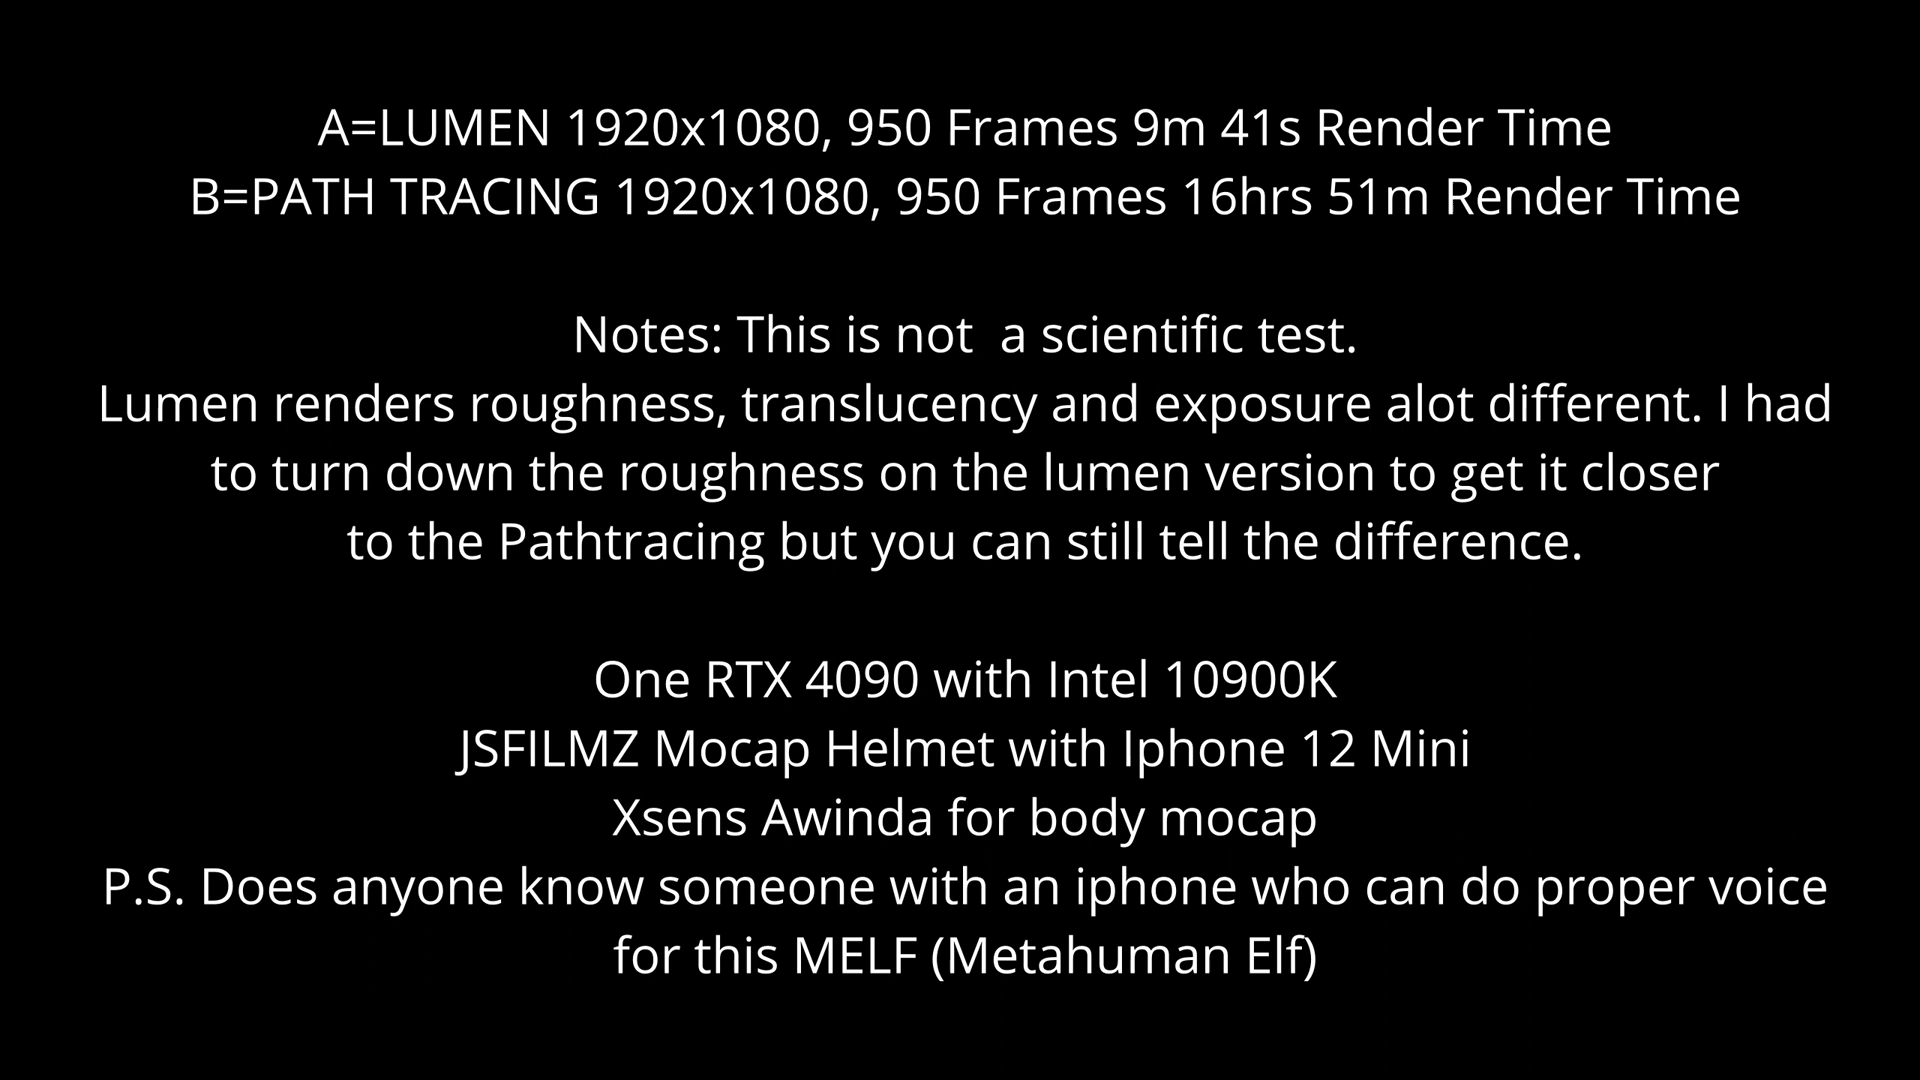 A=LUMEN 1920x1080, 950 Frames 9m 41s Render Time
B=PATH TRACING 1920x1080, 950 Frames 16hrs 51m Render Time
Notes: This is not  a scientific test.
Lumen renders roughness, translucency and exposure alot different. I had
to turn down the roughness on the lumen version to get it closer
to the Pathtracing but you can still tell the difference.
One RTX 4090 with Intel 10900K
JSFILMZ Mocap Helmet with Iphone 12 Mini
Xsens Awinda for body mocap
P.S. Does anyone know someone with an iphone who can do proper voice
for this MELF (Metahuman Elf)